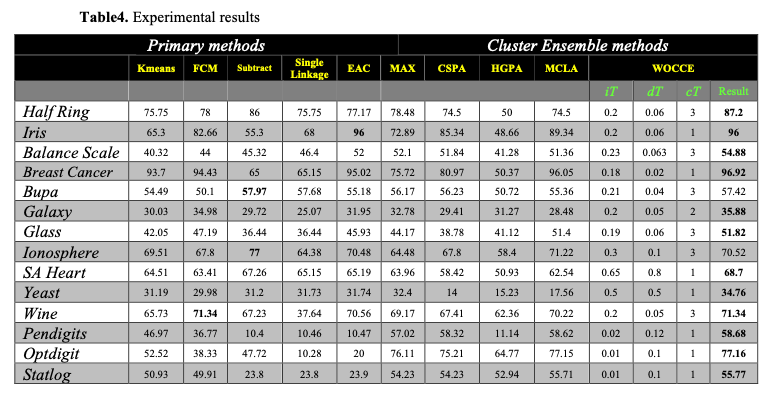 Table4. Experimental results
Primary methods Cluster Ensemble methods
Kmeans FCM Subtract Single Linkage EAC MAX CSPA HGPA MCLA WOCCE
iT dT cT Result
Half Ring 75.75 78 86 75.75 77.17 78.48 74.5 50 74.5 0.2 0.06 3 87.2
Iris 65.3 82.66 55.3 68 96 72.89 85.34 48.66 89.34 0.2 0.06 1 96
Balance Scale 40.32 44 45.32 46.4 52 52.1 51.84 41.28 51.36 0.23 0.063 3 54.88
Breast Cancer 93.7 94.43 65 65.15 95.02 75.72 80.97 50.37 96.05 0.18 0.02 1 96.92
Bupa 54.49 50.1 57.97 57.68 55.18 56.17 56.23 50.72 55.36 0.21 0.04 3 57.42
Galaxy 30.03 34.98 29.72 25.07 31.95 32.78 29.41 31.27 28.48 0.2 0.05 2 35.88
Glass 42.05 47.19 36.44 36.44 45.93 44.17 38.78 41.12 51.4 0.19 0.06 3 51.82
Ionosphere 69.51 67.8 77 64.38 70.48 64.48 67.8 58.4 71.22 0.3 0.1 3 70.52
SA Heart 64.51 63.41 67.26 65.15 65.19 63.96 58.42 50.93 62.54 0.65 0.8 1 68.7
Yeast 31.19 29.98 31.2 31.73 31.74 32.4 14 15.23 17.56 0.5 0.5 1 34.76
Wine 65.73 71.34 67.23 37.64 70.56 69.17 67.41 62.36 70.22 0.2 0.05 3 71.34
Pendigits 46.97 36.77 10.4 10.46 10.47 57.02 58.32 11.14 58.62 0.02 0.12 1 58.68
Optdigit 52.52 38.33 47.72 10.28 20 76.11 75.21 64.77 77.15 0.01 0.1 1 77.16
Statlog 50.93 49.91 23.8 23.8 23.9 54.23 54.23 52.94 55.71 0.01 0.1 1 55.77